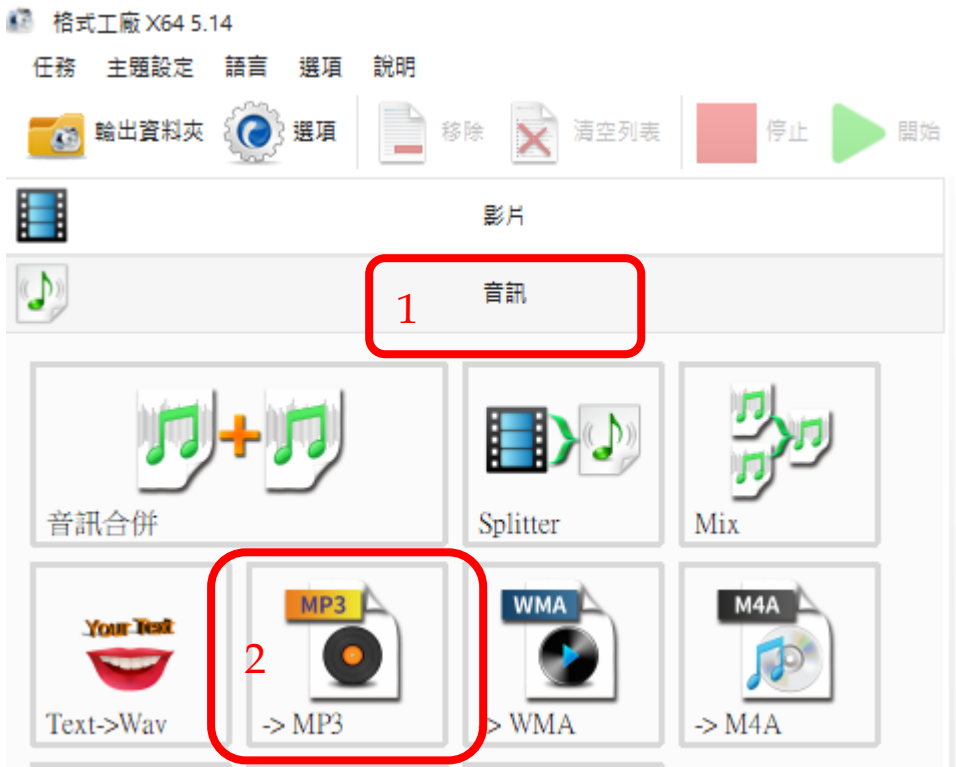 格式工廠 X64 5.14
任務 主題設定 語言 選項 說明
輸出資料夾 選項 移除 清空列表 停止 開始
影片
1 音訊
音訊合併 Splitter Mix
Your Text MP3 WMA M4A
2
Text->Wav -> MP3 -> WMA -> M4A